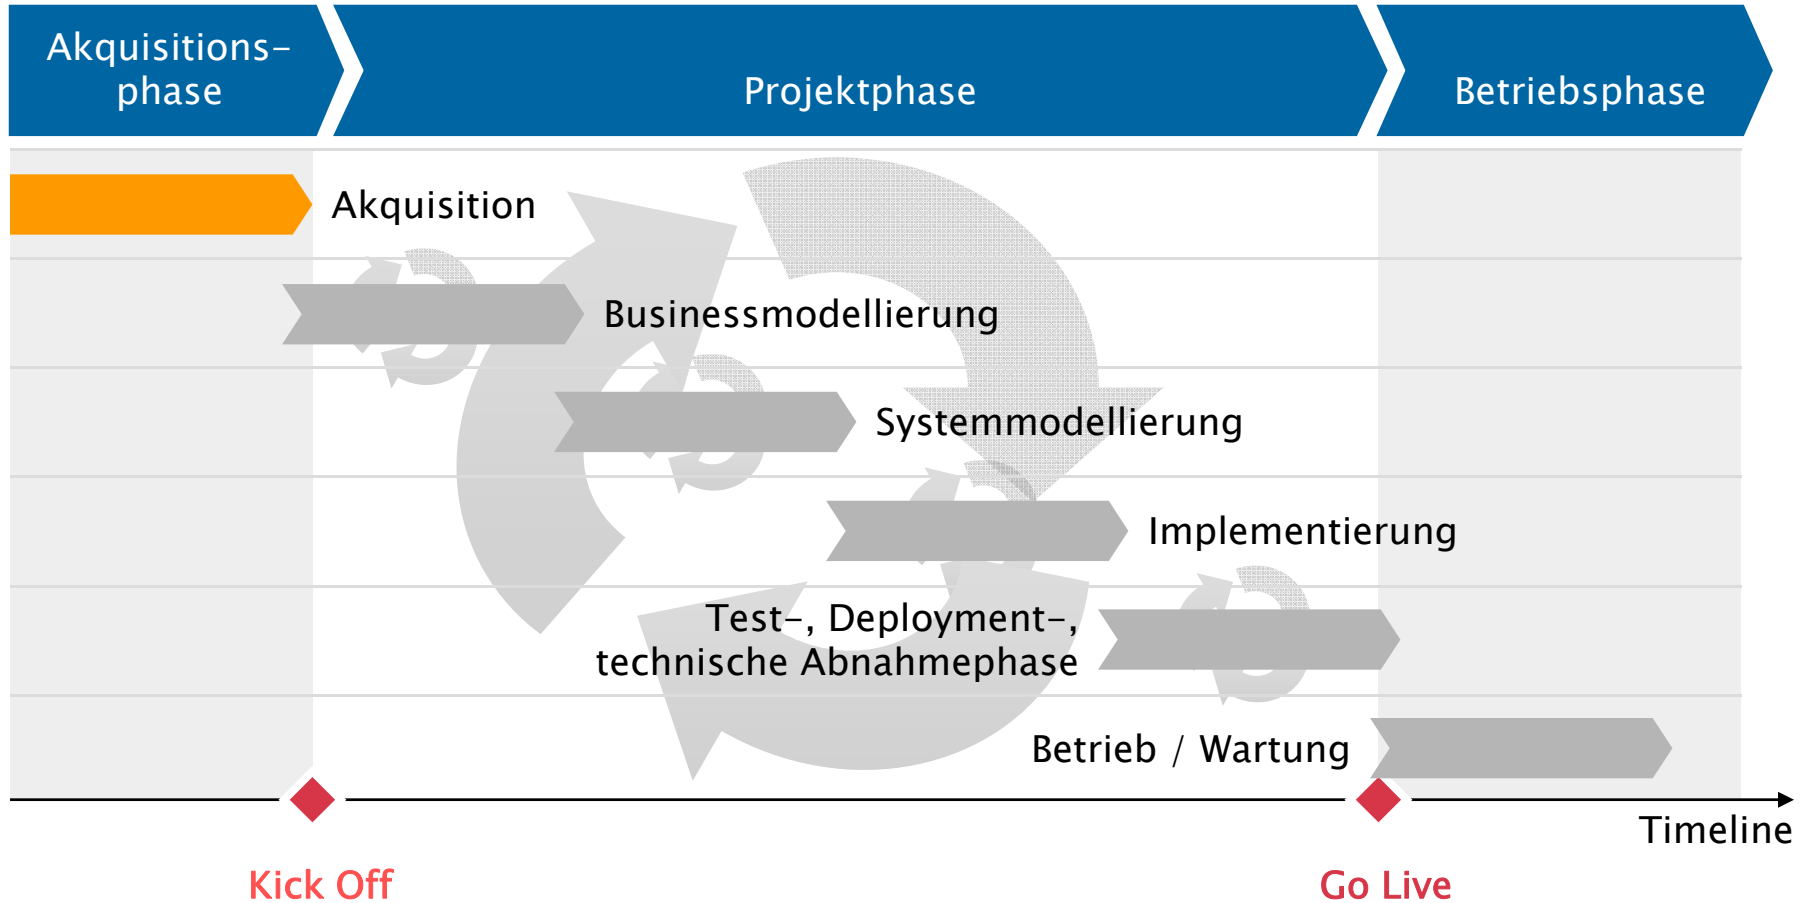 Akquisitions-
phase
Projektphase
Betriebsphase
Akquisition
Businessmodellierung
Systemmodellierung
Implementierung
Test-, Deployment-,
technische Abnahmephase
Betrieb / Wartung
Timeline
Kick Off
Go Live